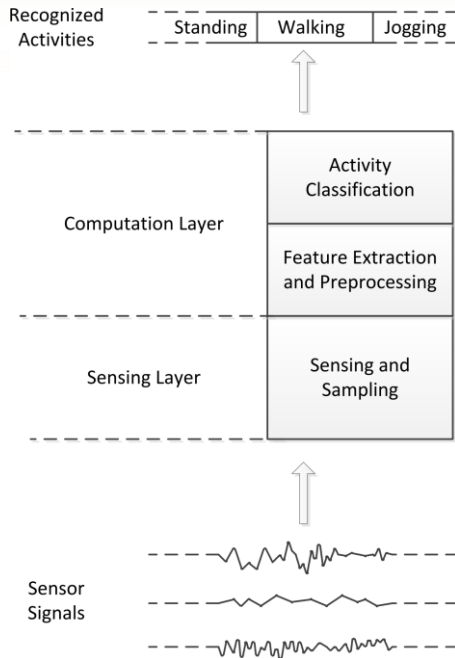 Recognized
Activities
Standing
Walking
Jogging
Activity
Classification
Computation Layer
Feature Extraction
and Preprocessing
Sensing Layer
Sensing and
Sampling
Sensor
Signals